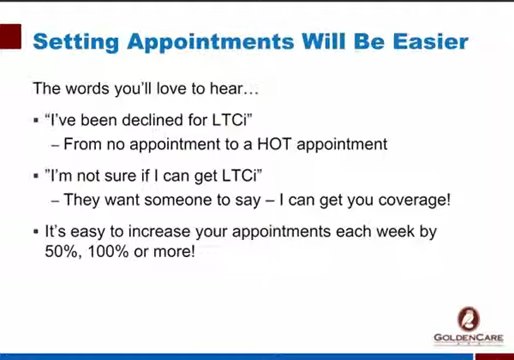 Setting Appointments Will Be Easier
The words you'll love to hear…
▪ "I've been declined for LTCi"
– From no appointment to a HOT appointment
▪ "I'm not sure if I can get LTCi"
– They want someone to say – I can get you coverage!
▪ It's easy to increase your appointments each week by
50%, 100% or more!
GOLDENCARE